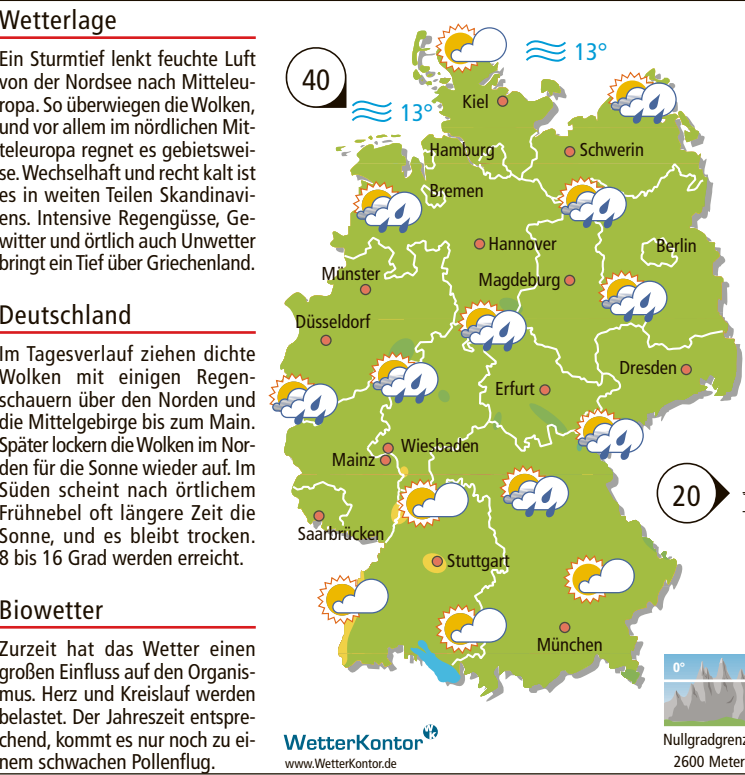 Wetterlage
Ein Sturmtief lenkt feuchte Luft
von der Nordsee nach Mitteleu-
ropa. So überwiegen die Wolken,
und vor allem im nördlichen Mit-
teleuropa regnet es gebietswei-
se. Wechselhaft und recht kalt ist
es in weiten Teilen Skandinavi-
ens. Intensive Regengüsse, Ge-
witter und örtlich auch Unwetter
bringt ein Tief über Griechenland.
Deutschland
Im Tagesverlauf ziehen dichte
Wolken mit einigen Regen-
schauern über den Norden und
die Mittelgebirge bis zum Main.
Später lockern die Wolken im Nor-
den für die Sonne wieder auf. Im
Süden scheint nach örtlichem
Frühnebel oft längere Zeit die
Sonne, und es bleibt trocken.
8 bis 16 Grad werden erreicht.
Biowetter
Zurzeit hat das Wetter einen
großen Einfluss auf den Organis-
mus. Herz und Kreislauf werden
belastet. Der Jahreszeit entspre-
chend, kommt es nur noch zu ei-
nem schwachen Pollenflug.
13°
40
13°
Kiel
Hamburg
Schwerin
Bremen
Hannover
Berlin
Münster
Magdeburg
Düsseldorf
Dresden
Erfurt
Wiesbaden
Mainz
20
Saarbrücken
Stuttgart
München
0°
Nullgradgrenz
2600 Meter
WetterKontor
WK
www.WetterKontor.de